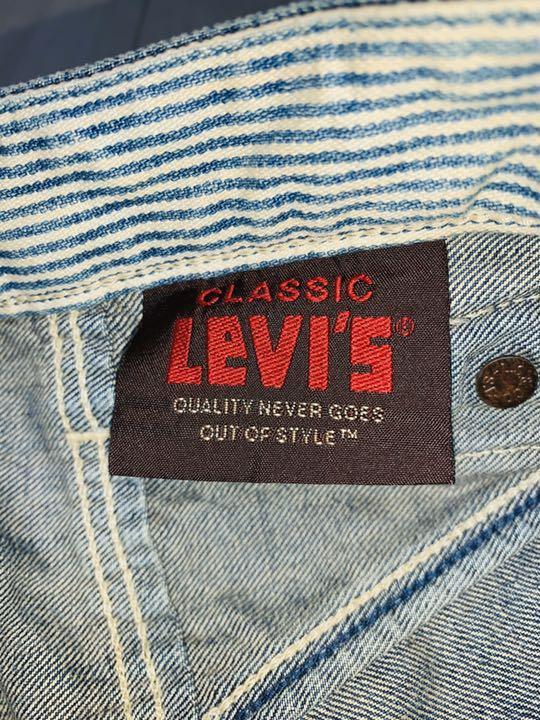 CLASSIC
LEVI'S®
QUALITY NEVER GOES
OUT OF STYLE™